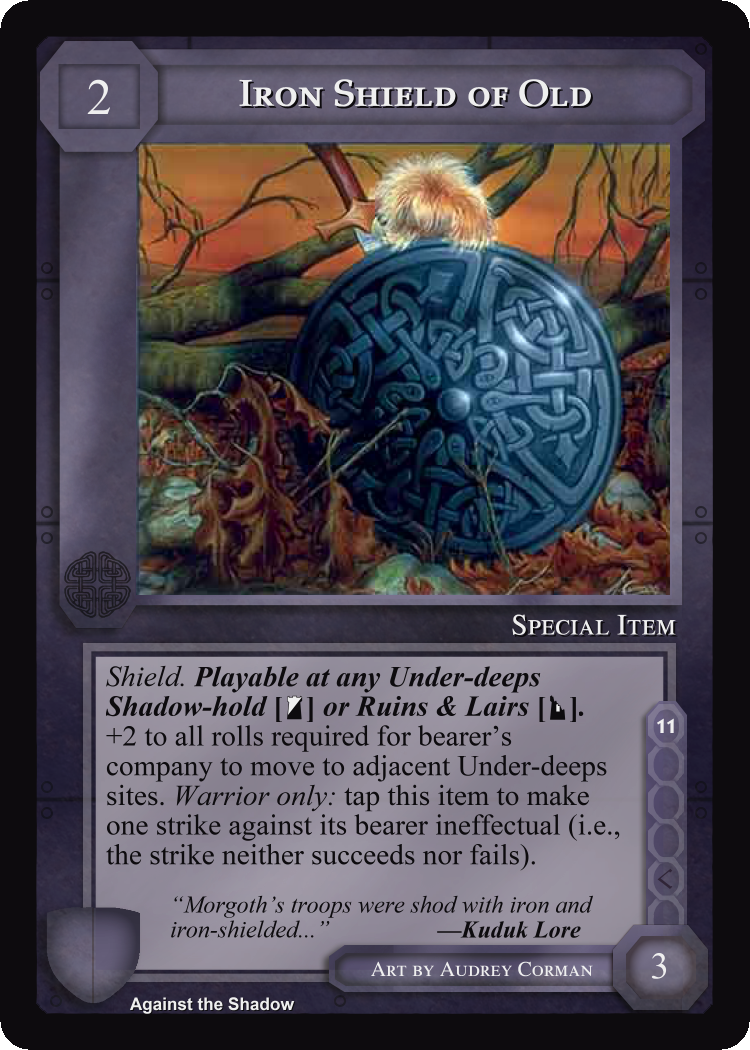 2
Iron Shield of Old
Special Item
Shield. Playable at any Under-deeps
Shadow-hold [ ] or Ruins & Lairs [ ].
+2 to all rolls required for bearer's
company to move to adjacent Under-deeps
sites. Warrior only: tap this item to make
one strike against its bearer ineffectual (i.e.,
the strike neither succeeds nor fails).
11
"Morgoth's troops were shod with iron and
iron-shielded..." —Kuduk Lore
Art by Audrey Corman
3
Against the Shadow